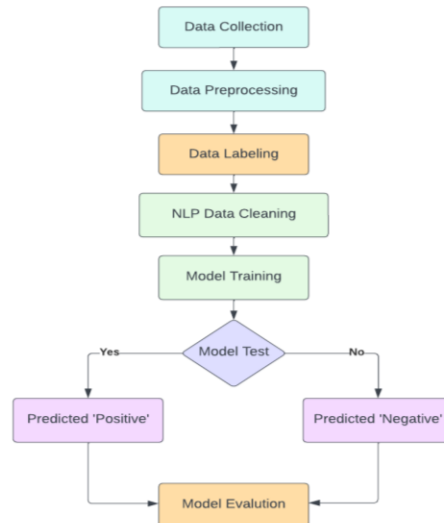 Data Collection
Data Preprocessing
Data Labeling
NLP Data Cleaning
Model Training
Model Test
Yes
No
Predicted 'Positive'
Predicted 'Negative'
Model Evalution